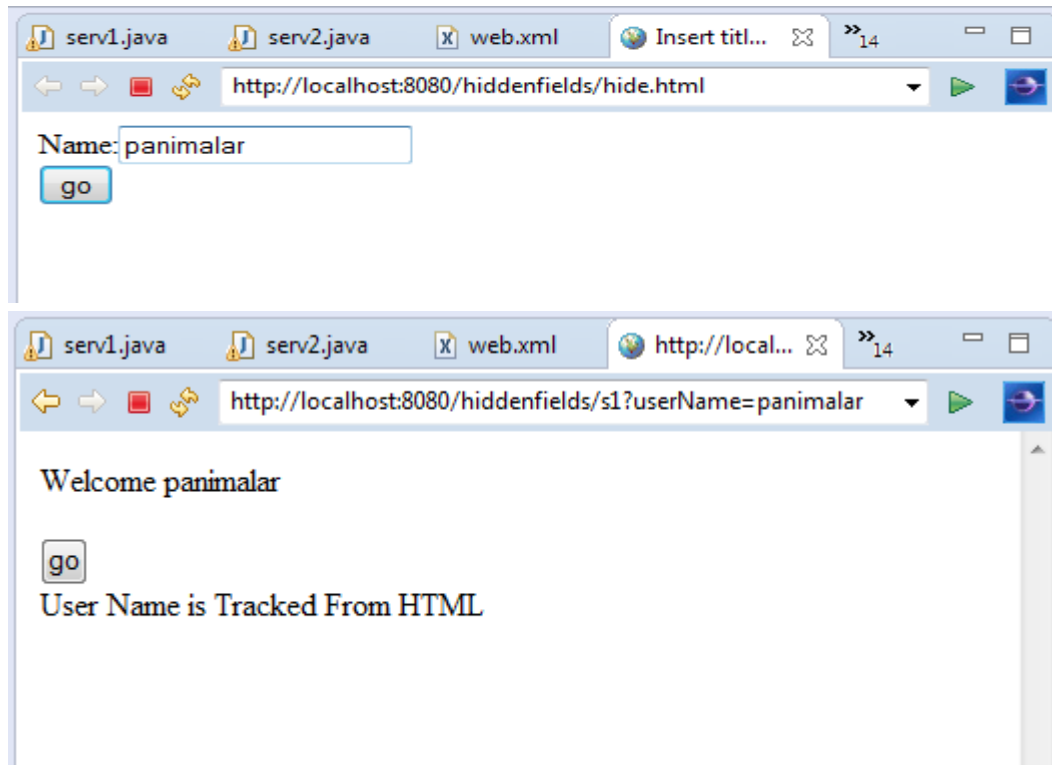 serv1.java serv2.java web.xml Insert titl... »14
http://localhost:8080/hiddenfields/hide.html
Name: panimalar
go
serv1.java serv2.java web.xml http://local... »14
http://localhost:8080/hiddenfields/s1?userName=panimalar
Welcome panimalar
go
User Name is Tracked From HTML